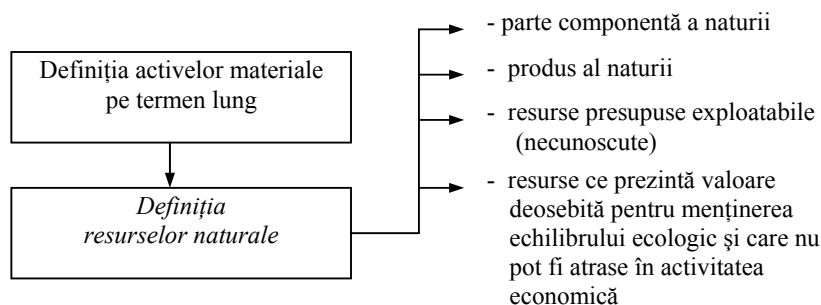 Definiția activelor materiale
pe termen lung
Definiția
resurselor naturale
- parte componentă a naturii
- produs al naturii
- resurse presupuse exploatabile
(necunoscute)
- resurse ce prezintă valoare
deosebită pentru menținerea
echilibrului ecologic şi care nu
pot fi atrase în activitatea
economică